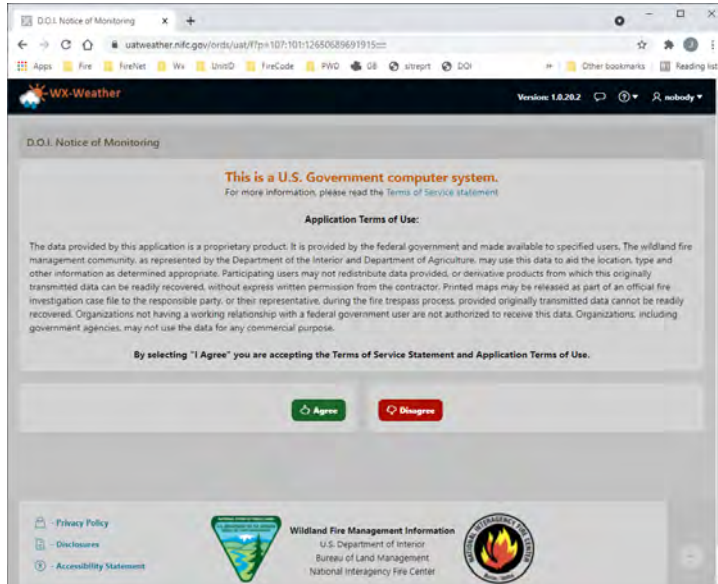 D.O.I. Notice of Monitoring
uatweather.nifc.gov/ords/uat/f?p=107:101:12650689691915:::
Apps Fire FireNet Wx UnitID FireCode PWD GB sitreprt DOI » Other bookmarks Reading list
WX-Weather Version: 1.0.20.2 nobody
D.O.I. Notice of Monitoring
This is a U.S. Government computer system.
For more information, please read the Terms of Service statement
Application Terms of Use:
The data provided by this application is a proprietary product. It is provided by the federal government and made available to specified users. The wildland fire
management community, as represented by the Department of the Interior and Department of Agriculture, may use this data to aid the location, type and
other information as determined appropriate. Participating users may not redistribute data provided, or derivative products from which this originally
transmitted data can be readily recovered, without express written permission from the contractor. Printed maps may be released as part of an official fire
investigation case file to the responsible party, or their representative, during the fire trespass process, provided originally transmitted data cannot be readily
recovered. Organizations not having a working relationship with a federal government user are not authorized to receive this data. Organizations, including
government agencies, may not use the data for any commercial purpose.
By selecting "I Agree" you are accepting the Terms of Service Statement and Application Terms of Use.
Agree Disagree
- Privacy Policy
- Disclosures
- Accessibility Statement
Wildland Fire Management Information
U.S. Department of Interior
Bureau of Land Management
National Interagency Fire Center
NATIONAL INTERAGENCY FIRE CENTER